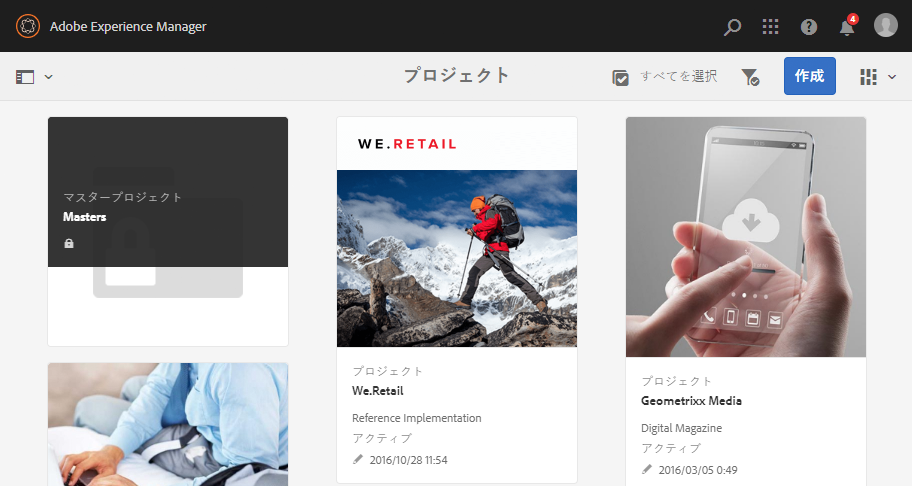 Adobe Experience Manager
4
プロジェクト
すべてを選択
作成
マスタープロジェクト
Masters
WE.RETAIL
プロジェクト
We.Retail
Reference Implementation
アクティブ
2016/10/28 11:54
プロジェクト
Geometrixx Media
Digital Magazine
アクティブ
2016/03/05 0:49